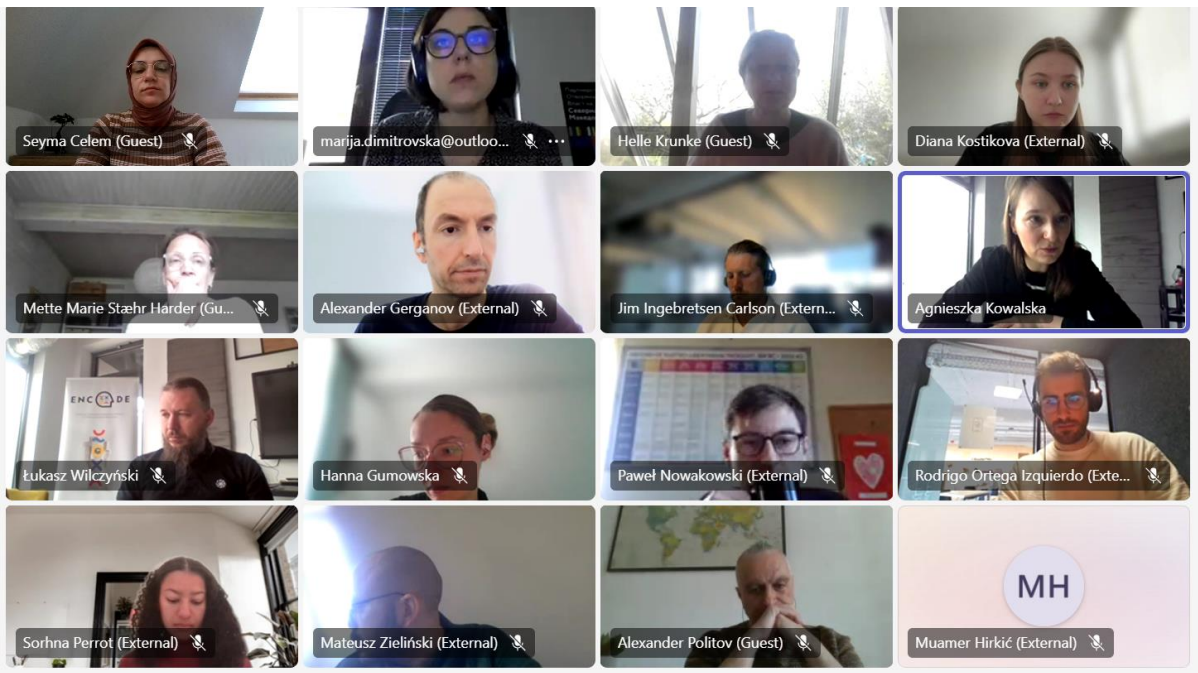 Seyma Celem (Guest)
marija.dimitrovska@outloo...
Helle Krunke (Guest)
Diana Kostikova (External)
Mette Marie Stæhr Harder (Gu...
Alexander Gerganov (External)
Jim Ingebretsen Carlson (Extern...
Agnieszka Kowalska
ENCODE
Łukasz Wilczyński
Hanna Gumowska
Paweł Nowakowski (External)
Rodrigo Ortega Izquierdo (Exte...
Sorhna Perrot (External)
Mateusz Zieliński (External)
Alexander Politov (Guest)
MH
Muamer Hirkić (External)